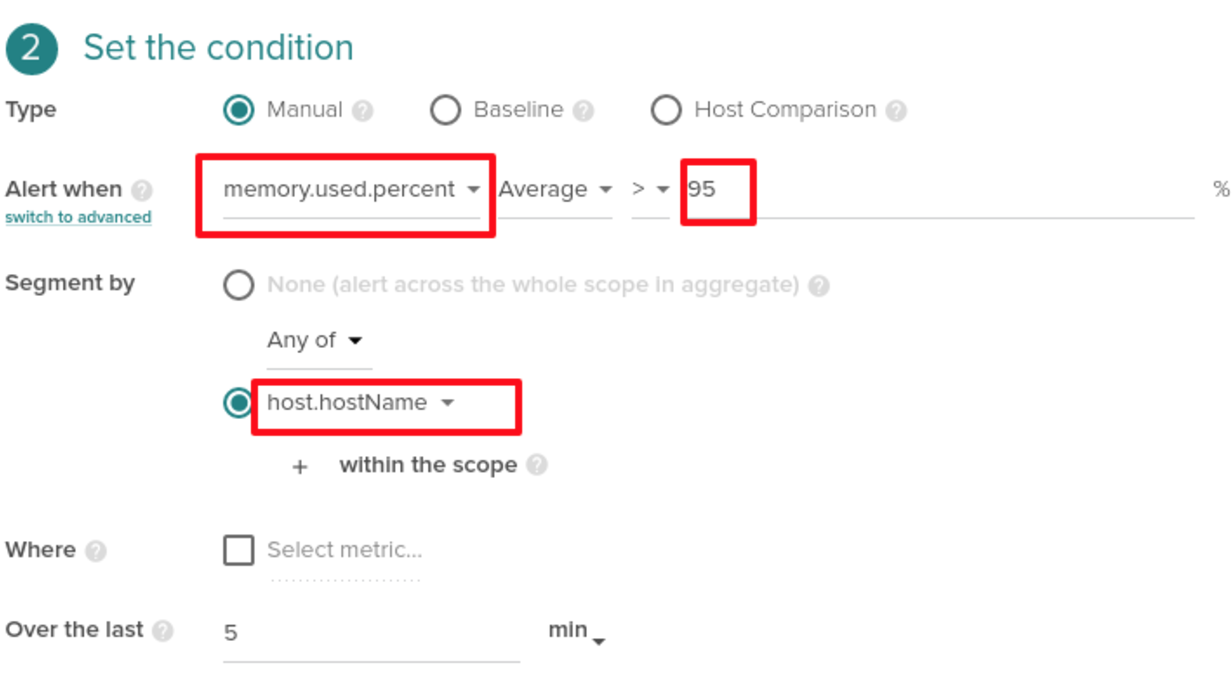 2 Set the condition
Type Manual ? Baseline ? Host Comparison ?
Alert when ? memory.used.percent Average > 95 %
switch to advanced
Segment by None (alert across the whole scope in aggregate) ?
Any of
host.hostName
+ within the scope ?
Where ? Select metric...
Over the last ? 5 min